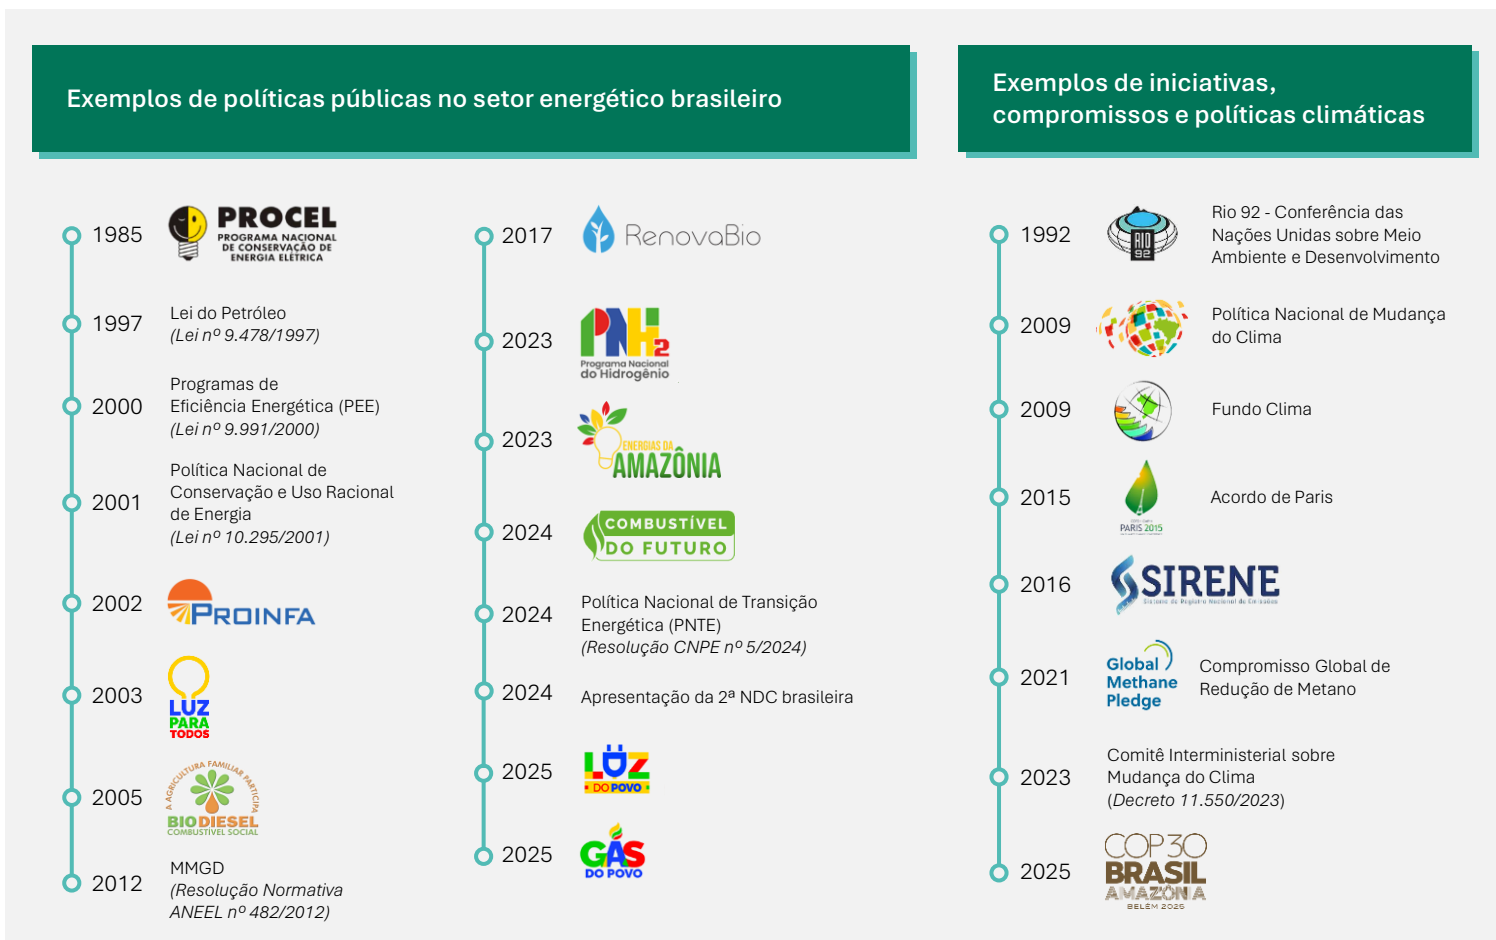 Exemplos de políticas públicas no setor energético brasileiro
1985
PROCEL
PROGRAMA NACIONAL
DE CONSERVAÇÃO DE
ENERGIA ELÉTRICA
1997
Lei do Petróleo
(Lei nº 9.478/1997)
2000
Programas de
Eficiência Energética (PEE)
(Lei nº 9.991/2000)
2001
Política Nacional de
Conservação e Uso Racional
de Energia
(Lei nº 10.295/2001)
2002
PROINFA
2003
LUZ
PARA
TODOS
2005
A AGRICULTURA FAMILIAR PARTICIPA
BIODIESEL
COMBUSTÍVEL SOCIAL
2012
MMGD
(Resolução Normativa
ANEEL nº 482/2012)
2017
RenovaBio
2023
PNH2
Programa Nacional
do Hidrogênio
2023
ENERGIAS DA
AMAZÔNIA
2024
COMBUSTÍVEL
DO FUTURO
2024
Política Nacional de Transição
Energética (PNTE)
(Resolução CNPE nº 5/2024)
2024
Apresentação da 2ª NDC brasileira
2025
LUZ
DO POVO
2025
GÁS
DO POVO
Exemplos de iniciativas,
compromissos e políticas climáticas
1992
RIO
92
Rio 92 - Conferência das
Nações Unidas sobre Meio
Ambiente e Desenvolvimento
2009
Política Nacional de Mudança
do Clima
2009
Fundo Clima
2015
PARIS 2015
Acordo de Paris
2016
SIRENE
Sistema de Registro Nacional de Emissões
2021
Global
Methane
Pledge
Compromisso Global de
Redução de Metano
2023
Comitê Interministerial sobre
Mudança do Clima
(Decreto 11.550/2023)
2025
COP30
BRASIL
AMAZÔNIA
BELÉM 2025